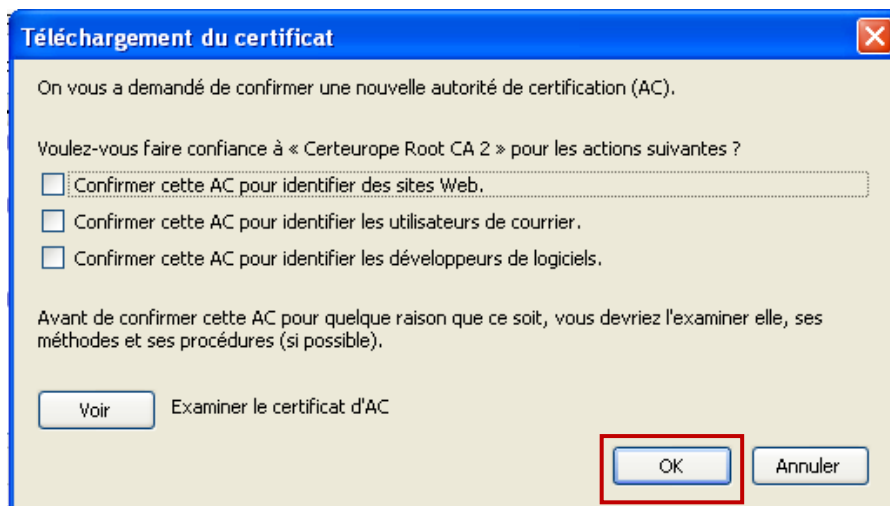 Téléchargement du certificat
On vous a demandé de confirmer une nouvelle autorité de certification (AC).
Voulez-vous faire confiance à « Certeurope Root CA 2 » pour les actions suivantes ?
Confirmer cette AC pour identifier des sites Web.
Confirmer cette AC pour identifier les utilisateurs de courrier.
Confirmer cette AC pour identifier les développeurs de logiciels.
Avant de confirmer cette AC pour quelque raison que ce soit, vous devriez l'examiner elle, ses
méthodes et ses procédures (si possible).
Voir Examiner le certificat d'AC
OK Annuler